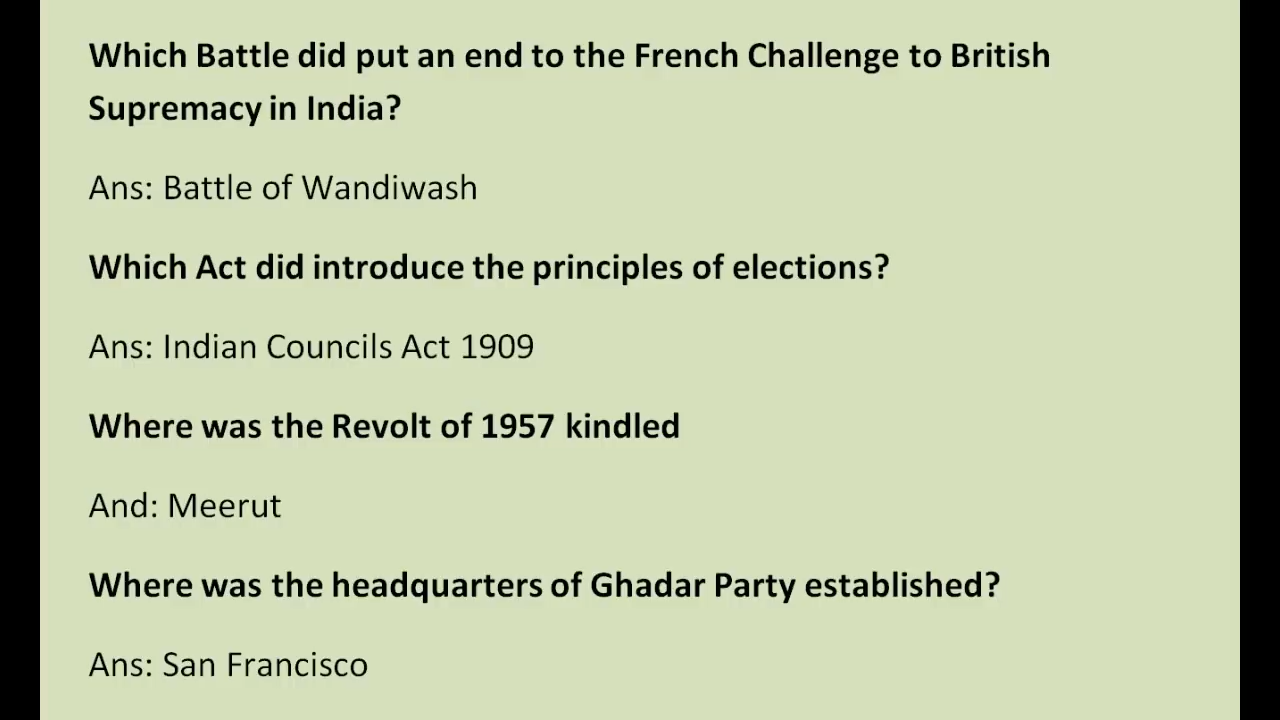 Which Battle did put an end to the French Challenge to British
Supremacy in India?
Ans: Battle of Wandiwash
Which Act did introduce the principles of elections?
Ans: Indian Councils Act 1909
Where was the Revolt of 1957 kindled
And: Meerut
Where was the headquarters of Ghadar Party established?
Ans: San Francisco